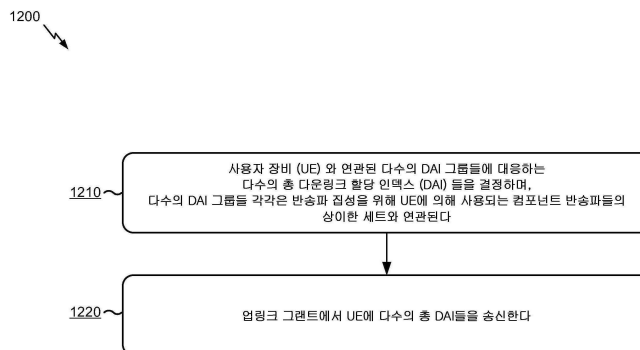 1200
1210
사용자 장비 (UE) 와 연관된 다수의 DAI 그룹들에 대응하는
다수의 총 다운링크 할당 인덱스 (DAI) 들을 결정하며,
다수의 DAI 그룹들 각각은 반송파 집성을 위해 UE에 의해 사용되는 컴포넌트 반송파들의
상이한 세트와 연관된다
1220
업링크 그랜트에서 UE에 다수의 총 DAI들을 송신한다